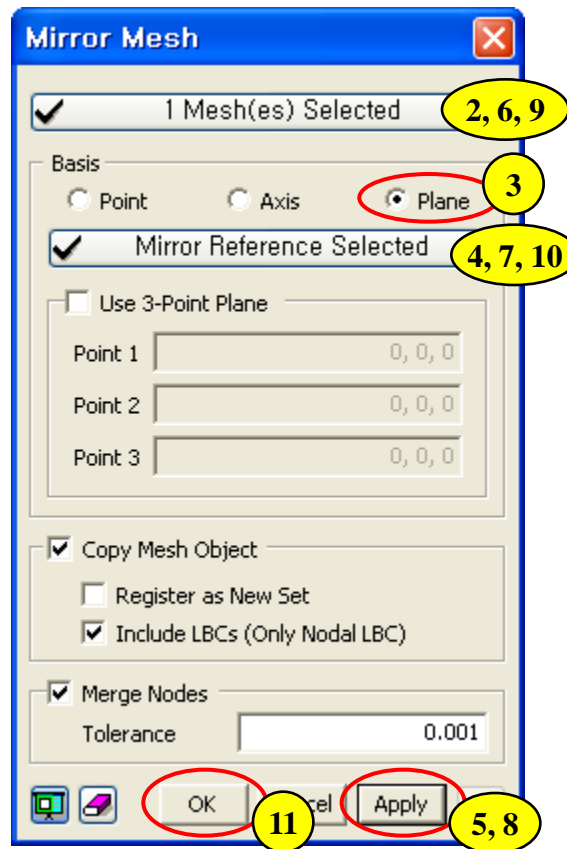 Mirror Mesh
1 Mesh(es) Selected
2, 6, 9
Basis
Point Axis Plane
3
Mirror Reference Selected
4, 7, 10
Use 3-Point Plane
Point 1 0, 0, 0
Point 2 0, 0, 0
Point 3 0, 0, 0
Copy Mesh Object
Register as New Set
Include LBCs (Only Nodal LBC)
Merge Nodes
Tolerance 0.001
OK Apply
11
5, 8